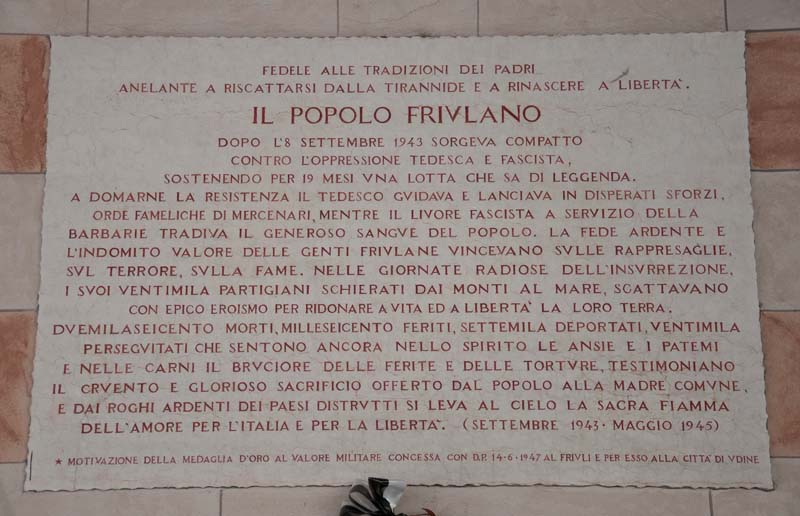 FEDELE ALLE TRADIZIONI DEI PADRI
ANELANTE A RISCATTARSI DALLA TIRANNIDE E A RINASCERE A LIBERTA'.
IL POPOLO FRIVLANO
DOPO L'8 SETTEMBRE 1943 SORGEVA COMPATTO
CONTRO L'OPPRESSIONE TEDESCA E FASCISTA,
SOSTENENDO PER 19 MESI VNA LOTTA CHE SA DI LEGGENDA.
A DOMARNE LA RESISTENZA IL TEDESCO GVIDAVA E LANCIAVA IN DISPERATI SFORZI,
ORDE FAMELICHE DI MERCENARI, MENTRE IL LIVORE FASCISTA A SERVIZIO DELLA
BARBARIE TRADIVA IL GENEROSO SANGVE DEL POPOLO. LA FEDE ARDENTE E
L'INDOMITO VALORE DELLE GENTI FRIVLANE VINCEVANO SVLLE RAPPRESAGLIE,
SVL TERRORE, SVLLA FAME. NELLE GIORNATE RADIOSE DELL'INSVRREZIONE,
I SVOI VENTIMILA PARTIGIANI SCHIERATI DAI MONTI AL MARE, SCATTAVANO
CON EPICO EROISMO PER RIDONARE A VITA ED A LIBERTA' LA LORO TERRA.
DVEMILASEICENTO MORTI, MILLESEICENTO FERITI, SETTEMILA DEPORTATI, VENTIMILA
PERSEGVITATI CHE SENTONO ANCORA NELLO SPIRITO LE ANSIE E I PATEMI
E NELLE CARNI IL BRVCIORE DELLE FERITE E DELLE TORTVRE, TESTIMONIANO
IL CRVENTO E GLORIOSO SACRIFICIO OFFERTO DAL POPOLO ALLA MADRE COMVNE,
E DAI ROGHI ARDENTI DEI PAESI DISTRVTTI SI LEVA AL CIELO LA SACRA FIAMMA
DELL'AMORE PER L'ITALIA E PER LA LIBERTA'. (SETTEMBRE 1943 · MAGGIO 1945)
★ MOTIVAZIONE DELLA MEDAGLIA D'ORO AL VALORE MILITARE CONCESSA CON D.P. 14-6-1947 AL FRIVLI E PER ESSO ALLA CITTA' DI VDINE